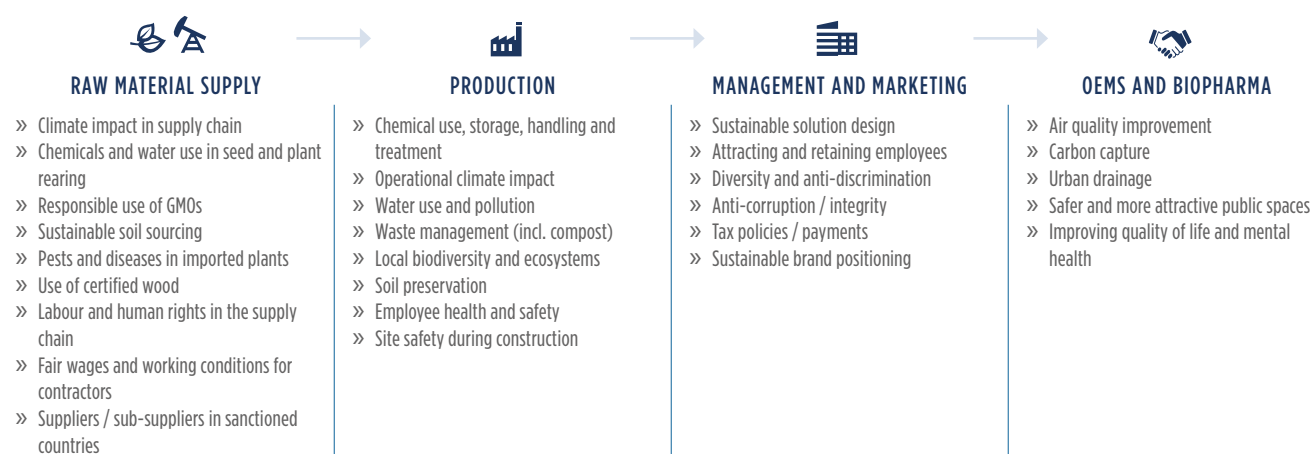 RAW MATERIAL SUPPLY
» Climate impact in supply chain
» Chemicals and water use in seed and plant
rearing
» Responsible use of GMOs
» Sustainable soil sourcing
» Pests and diseases in imported plants
» Use of certified wood
» Labour and human rights in the supply
chain
» Fair wages and working conditions for
contractors
» Suppliers / sub-suppliers in sanctioned
countries
PRODUCTION
» Chemical use, storage, handling and
treatment
» Operational climate impact
» Water use and pollution
» Waste management (incl. compost)
» Local biodiversity and ecosystems
» Soil preservation
» Employee health and safety
» Site safety during construction
MANAGEMENT AND MARKETING
» Sustainable solution design
» Attracting and retaining employees
» Diversity and anti-discrimination
» Anti-corruption / integrity
» Tax policies / payments
» Sustainable brand positioning
OEMS AND BIOPHARMA
» Air quality improvement
» Carbon capture
» Urban drainage
» Safer and more attractive public spaces
» Improving quality of life and mental
health